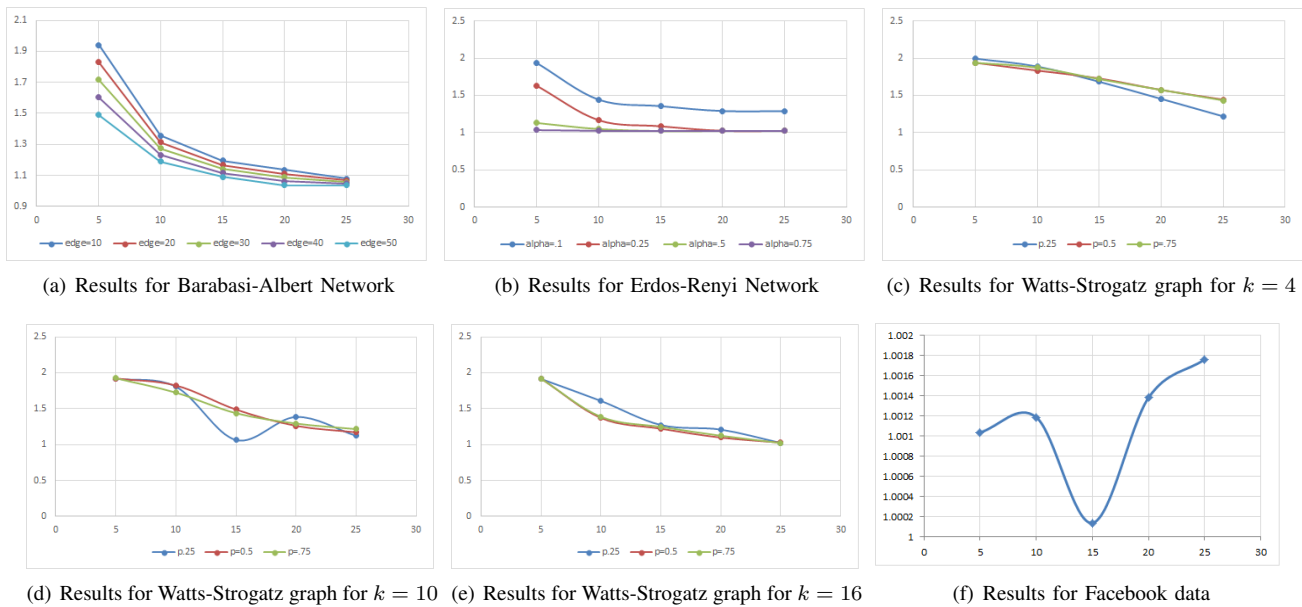 2.1
1.9
1.7
1.5
1.3
1.1
0.9
0 5 10 15 20 25 30
edge=10 edge=20 edge=30 edge=40 edge=50
(a) Results for Barabasi-Albert Network
2.5
2
1.5
1
0.5
0
0 5 10 15 20 25 30
alpha=.1 alpha=0.25 alpha=.5 alpha=0.75
(b) Results for Erdos-Renyi Network
2.5
2
1.5
1
0.5
0
0 5 10 15 20 25 30
p.25 p=0.5 p=.75
(c) Results for Watts-Strogatz graph for k = 4
2.5
2
1.5
1
0.5
0
0 5 10 15 20 25 30
p.25 p=0.5 p=.75
(d) Results for Watts-Strogatz graph for k = 10
2.5
2
1.5
1
0.5
0
0 5 10 15 20 25 30
p.25 p=0.5 p=.75
(e) Results for Watts-Strogatz graph for k = 16
1.002
1.0018
1.0016
1.0014
1.0012
1.001
1.0008
1.0006
1.0004
1.0002
1
0 5 10 15 20 25 30
(f) Results for Facebook data